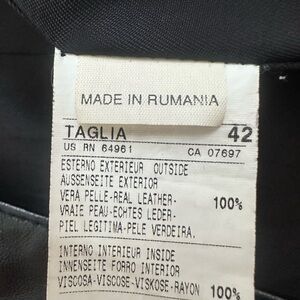 MADE IN RUMANIA
TAGLIA 42
US RN 64961 CA 07697
ESTERNO EXTERIEUR OUTSIDE
AUSSENSEITE EXTERIOR
VERA PELLE-REAL LEATHER- 100%
VRAIE PEAU-ECHTES LEDER-
PIEL LEGITIMA-PELE VERDEIRA.
INTERNO INTERIEUR INSIDE
INNENSEITE FORRO INTERIOR
VISCOSA-VISCOSE-VISKOSE-RAYON 100%